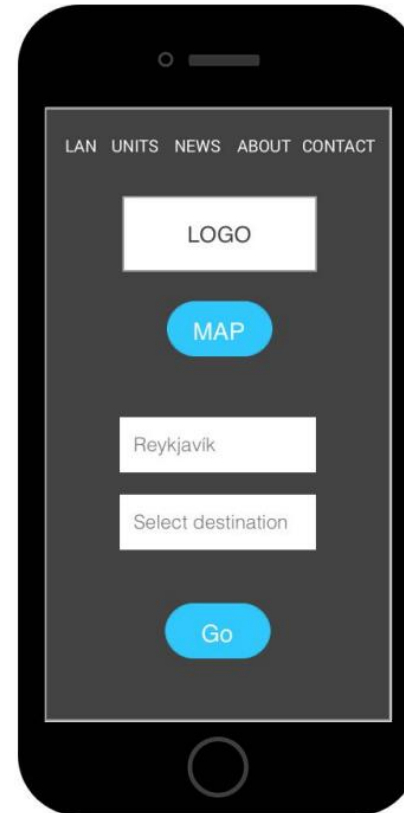 LAN UNITS NEWS ABOUT CONTACT
LOGO
MAP
Reykjavík
Select destination
Go